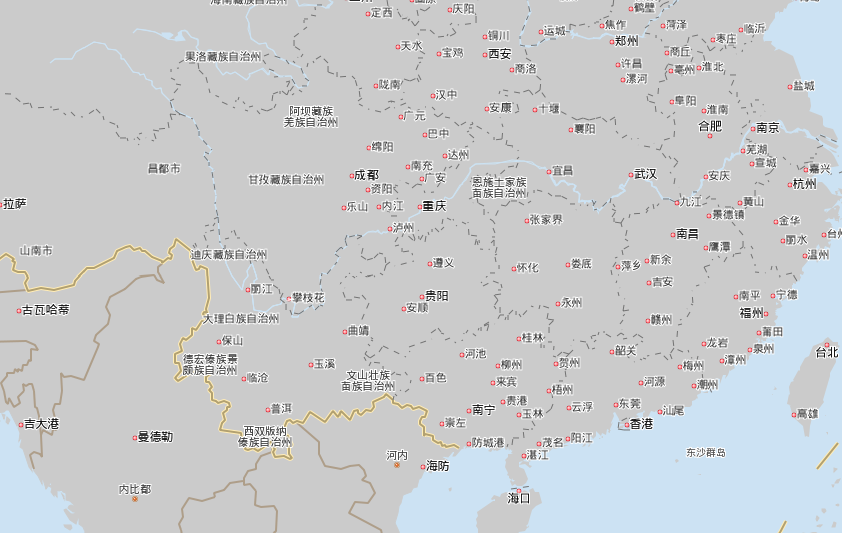 海南藏族自治州
定西
庆阳
鹤壁
运城
焦作
菏泽
临沂
铜川
郑州
枣庄
天水
宝鸡
西安
商丘
果洛藏族自治州
商洛
许昌
亳州
淮北
漯河
陇南
盐城
汉中
阜阳
阿坝藏族
羌族自治州
安康
十堰
淮南
广元
襄阳
合肥
南京
巴中
绵阳
达州
芜湖
宣城
昌都市
南充
嘉兴
甘孜藏族自治州
成都
广安
恩施土家族
苗族自治州
宜昌
武汉
安庆
杭州
资阳
拉萨
乐山
内江
重庆
九江
黄山
景德镇
张家界
金华
泸州
南昌
丽水
台州
山南市
迪庆藏族自治州
鹰潭
温州
遵义
怀化
娄底
萍乡
新余
吉安
丽江
攀枝花
贵阳
南平
宁德
古瓦哈蒂
安顺
永州
福州
大理白族自治州
赣州
曲靖
莆田
保山
桂林
龙岩
泉州
台北
德宏傣族景
颇族自治州
河池
韶关
玉溪
柳州
贺州
梅州
漳州
临沧
文山壮族
苗族自治州
百色
来宾
河源
潮州
梧州
普洱
南宁
贵港
玉林
云浮
东莞
汕尾
高雄
吉大港
崇左
香港
曼德勒
西双版纳
傣族自治州
防城港
茂名
阳江
河内
海防
湛江
东沙群岛
内比都
海口